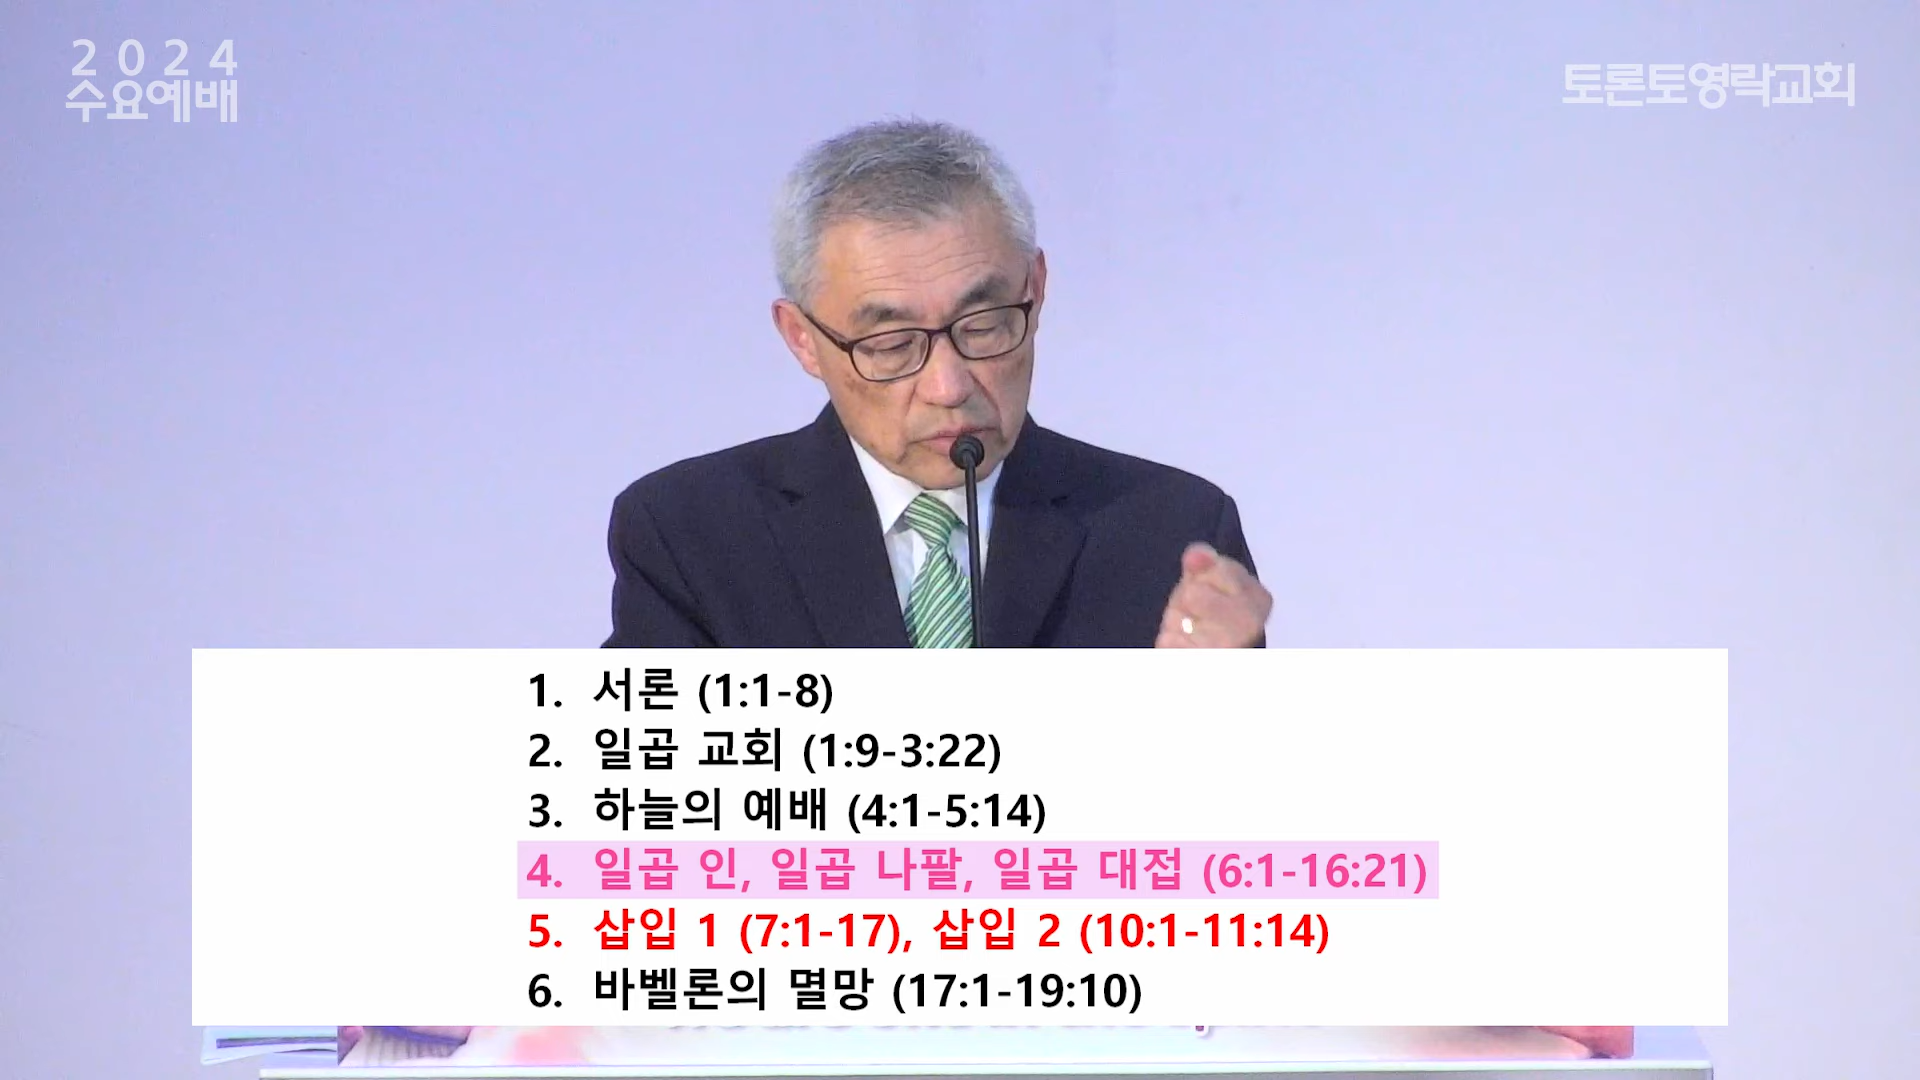 2024
수요예배
토론토영락교회
1. 서론 (1:1-8)
2. 일곱 교회 (1:9-3:22)
3. 하늘의 예배 (4:1-5:14)
4. 일곱 인, 일곱 나팔, 일곱 대접 (6:1-16:21)
5. 삽입 1 (7:1-17), 삽입 2 (10:1-11:14)
6. 바벨론의 멸망 (17:1-19:10)